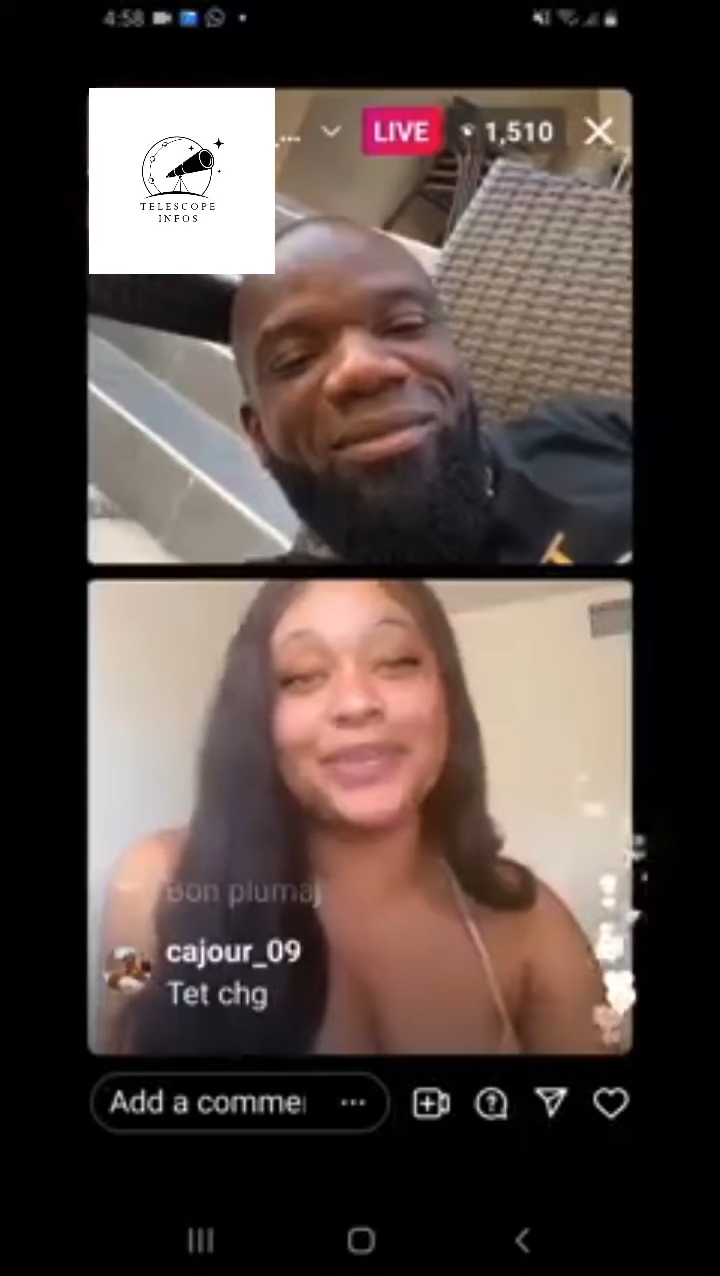 4:58
...
LIVE
1,510
TELESCOPE
INFOS
Bon plumaj
cajour_09
Tet chg
Add a comme
...